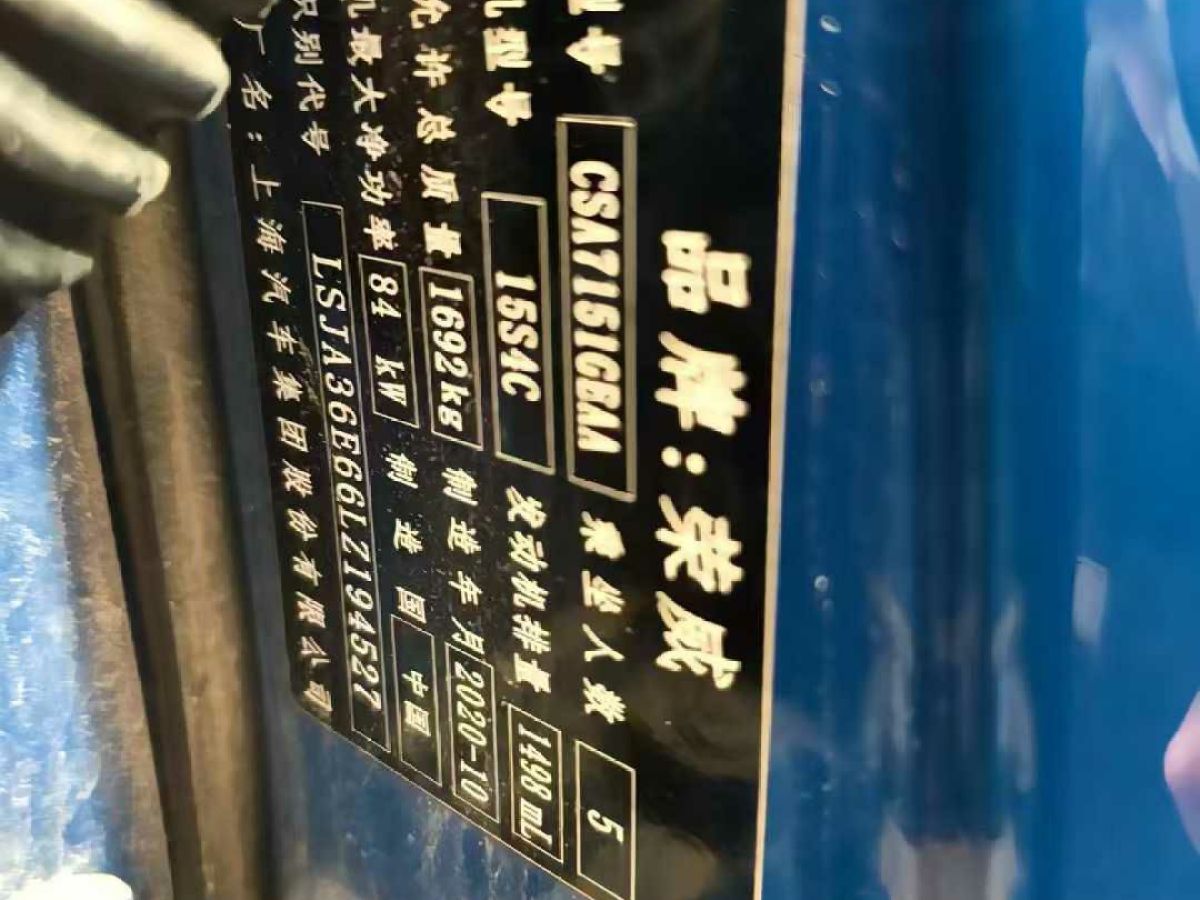 品牌:荣威
型号 CSA7151GBAA 乘坐人数 5
机型号 15S4C 发动机排量 1498mL
允许总质量 1692kg 制造年月 2020-10
机最大净功率 84 kW 制造国 中国
识别代号 LSJA36E66LZ194527
厂名:上海汽车集团股份有限公司